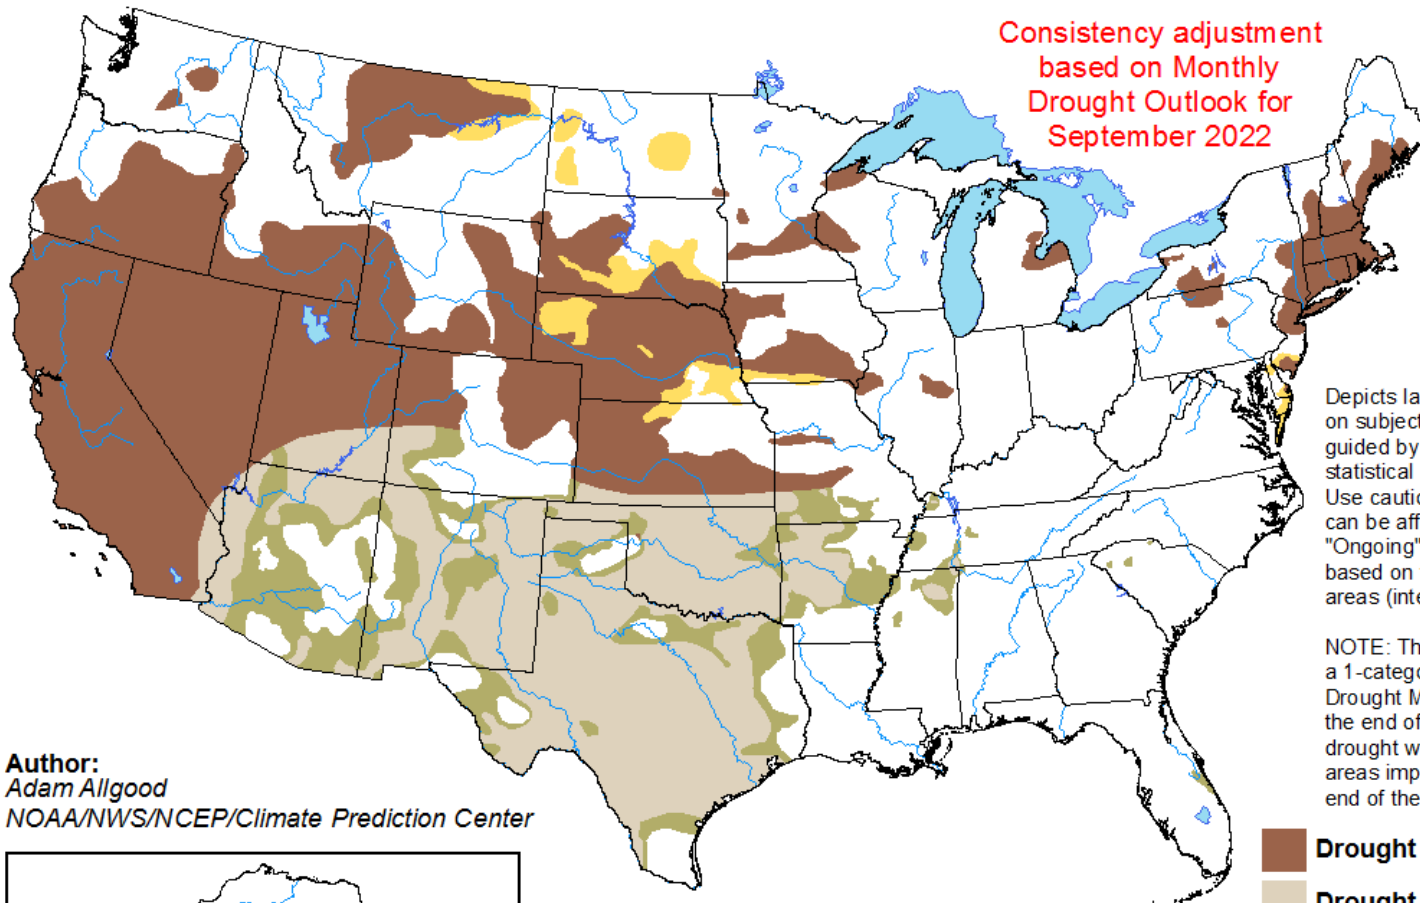 Consistency adjustment
based on Monthly
Drought Outlook for
September 2022
Depicts la
on subject
guided by
statistical
Use cautio
can be aff
"Ongoing"
based on
areas (inte
NOTE: Th
a 1-catego
Drought M
the end of
drought w
areas imp
end of the
Author:
Adam Allgood
NOAA/NWS/NCEP/Climate Prediction Center
Drought
Drought